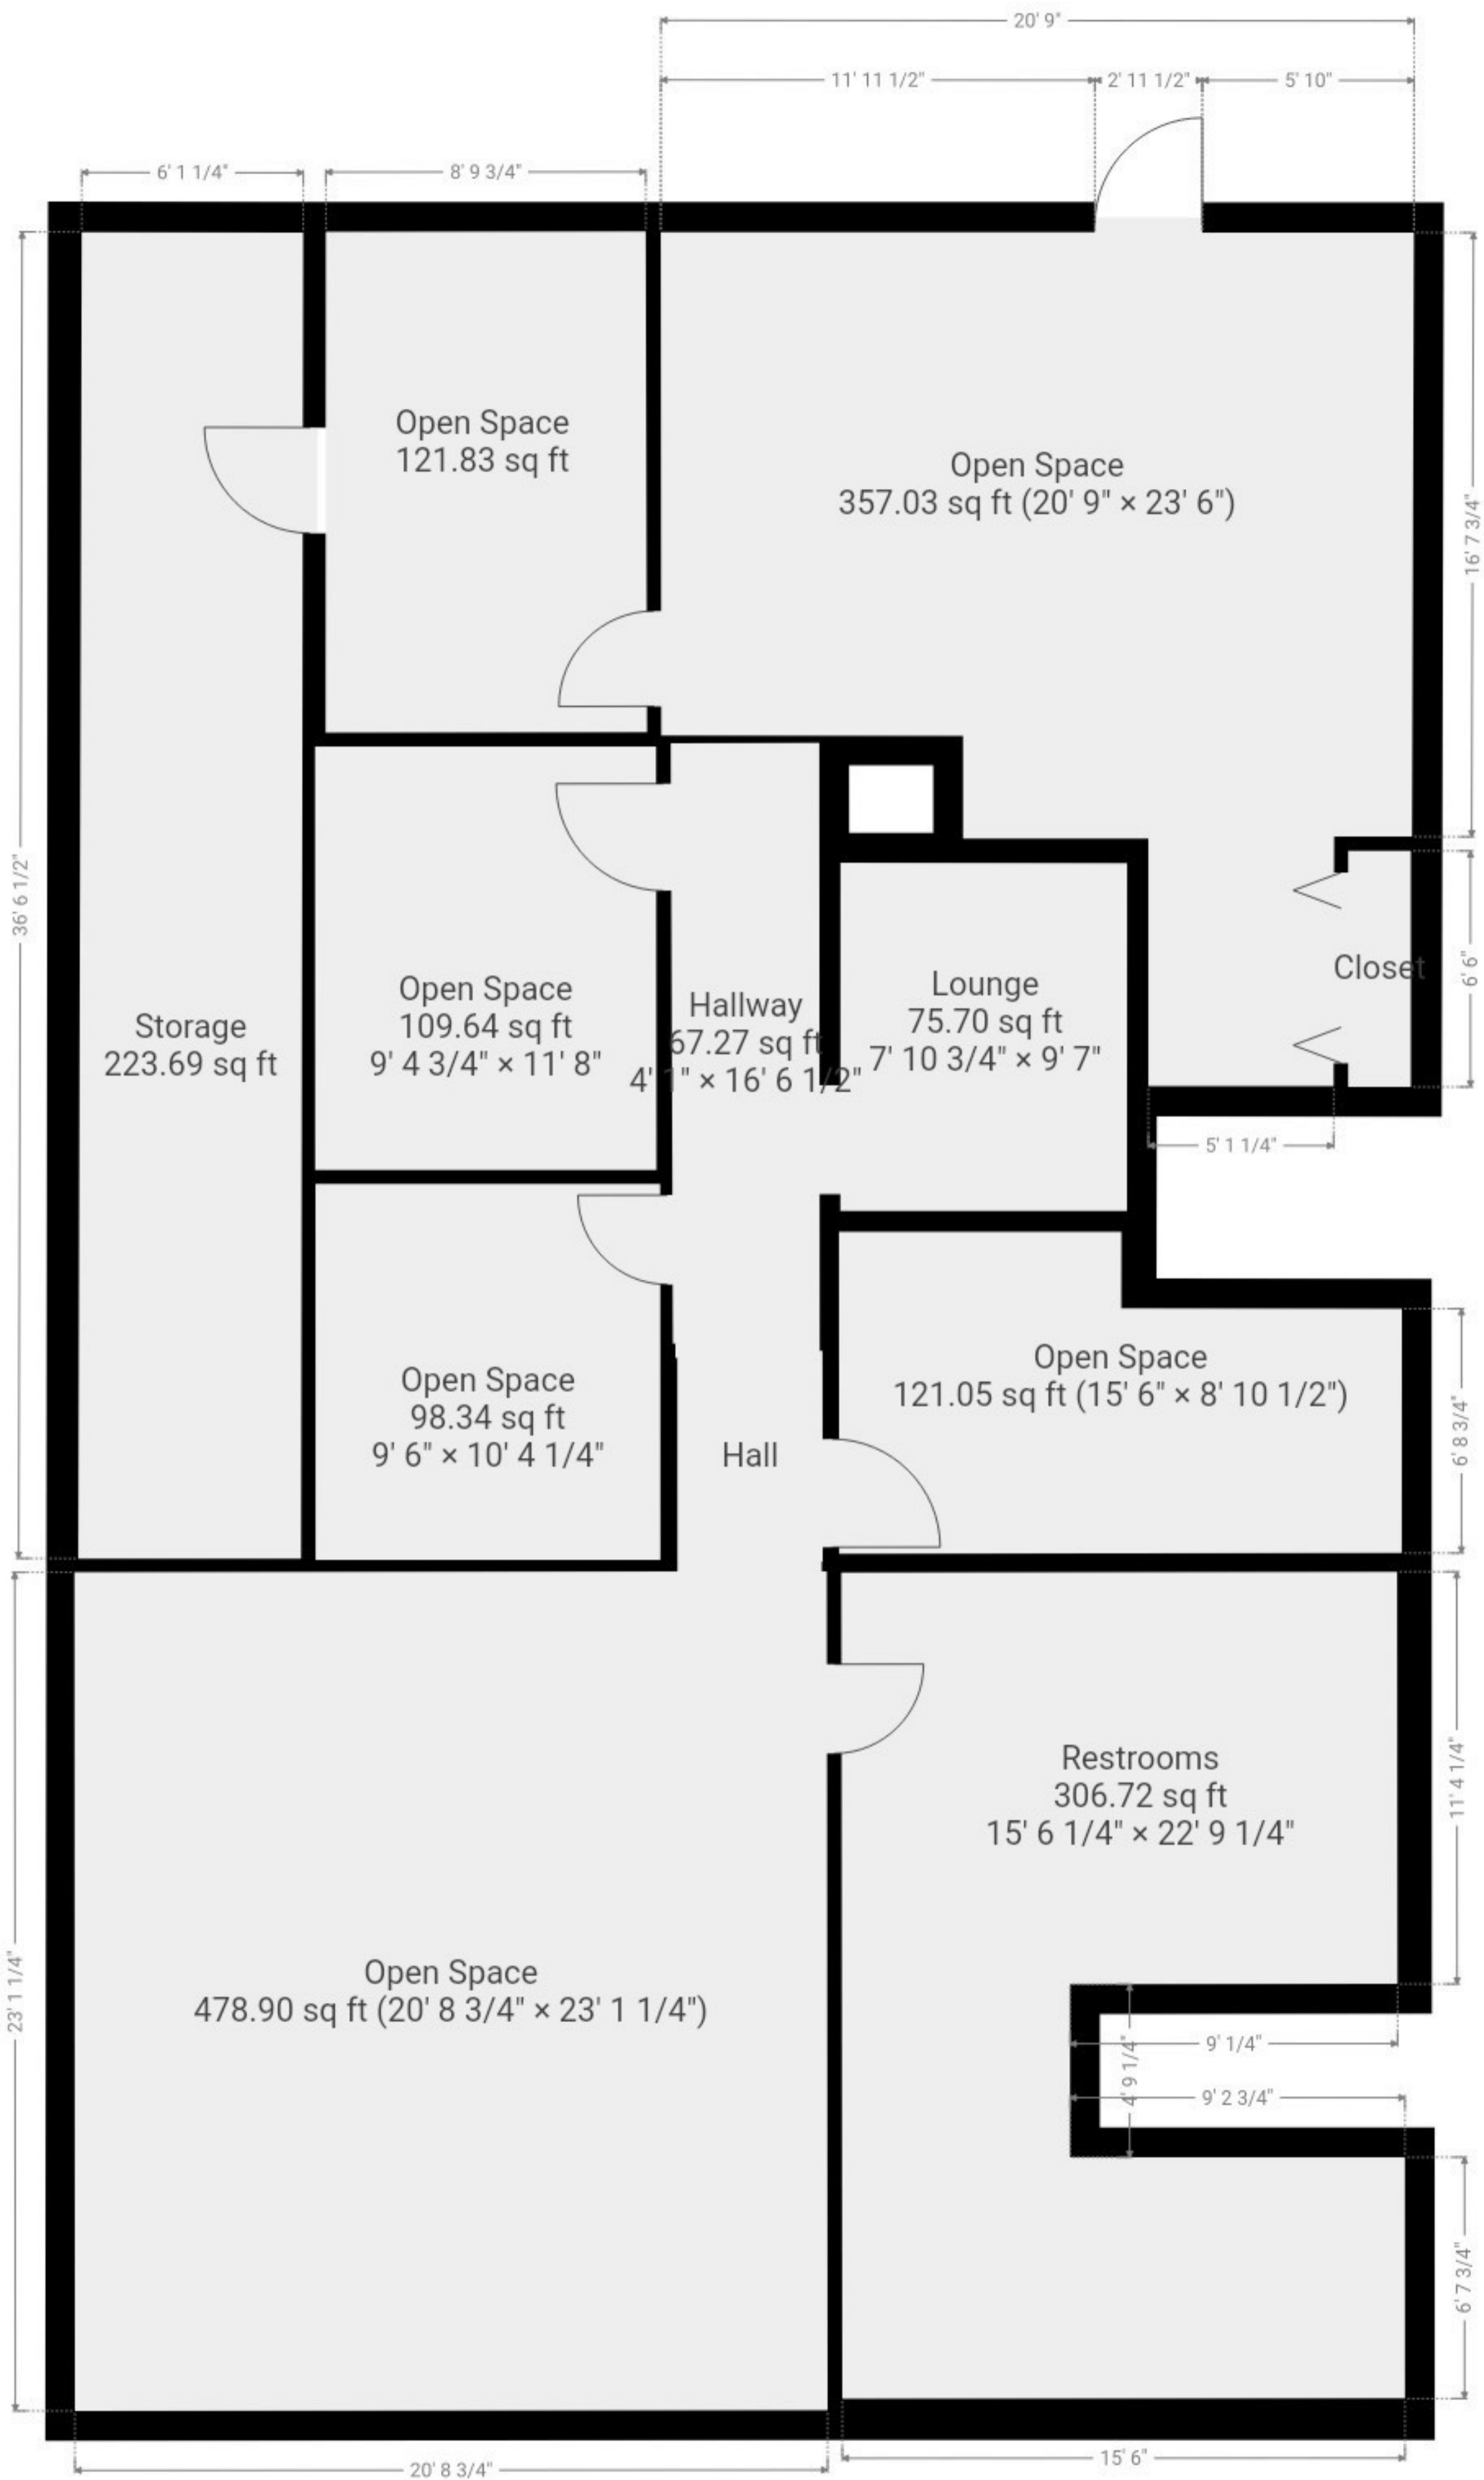 20' 9"
11' 11 1/2"
2' 11 1/2"
5' 10"
6' 1 1/4"
8' 9 3/4"
Open Space
121.83 sq ft
Open Space
357.03 sq ft (20' 9" × 23' 6")
16' 7 3/4"
36' 6 1/2"
Storage
223.69 sq ft
Open Space
109.64 sq ft
9' 4 3/4" × 11' 8"
Hallway
67.27 sq ft
4' 1" × 16' 6 1/2"
Lounge
75.70 sq ft
7' 10 3/4" × 9' 7"
Closet
6' 6"
5' 1 1/4"
Open Space
98.34 sq ft
9' 6" × 10' 4 1/4"
Hall
Open Space
121.05 sq ft (15' 6" × 8' 10 1/2")
6' 8 3/4"
Restrooms
306.72 sq ft
15' 6 1/4" × 22' 9 1/4"
11' 4 1/4"
Open Space
478.90 sq ft (20' 8 3/4" × 23' 1 1/4")
23' 1 1/4"
9' 1/4"
4' 9 1/4"
9' 2 3/4"
6' 7 3/4"
20' 8 3/4"
15' 6"